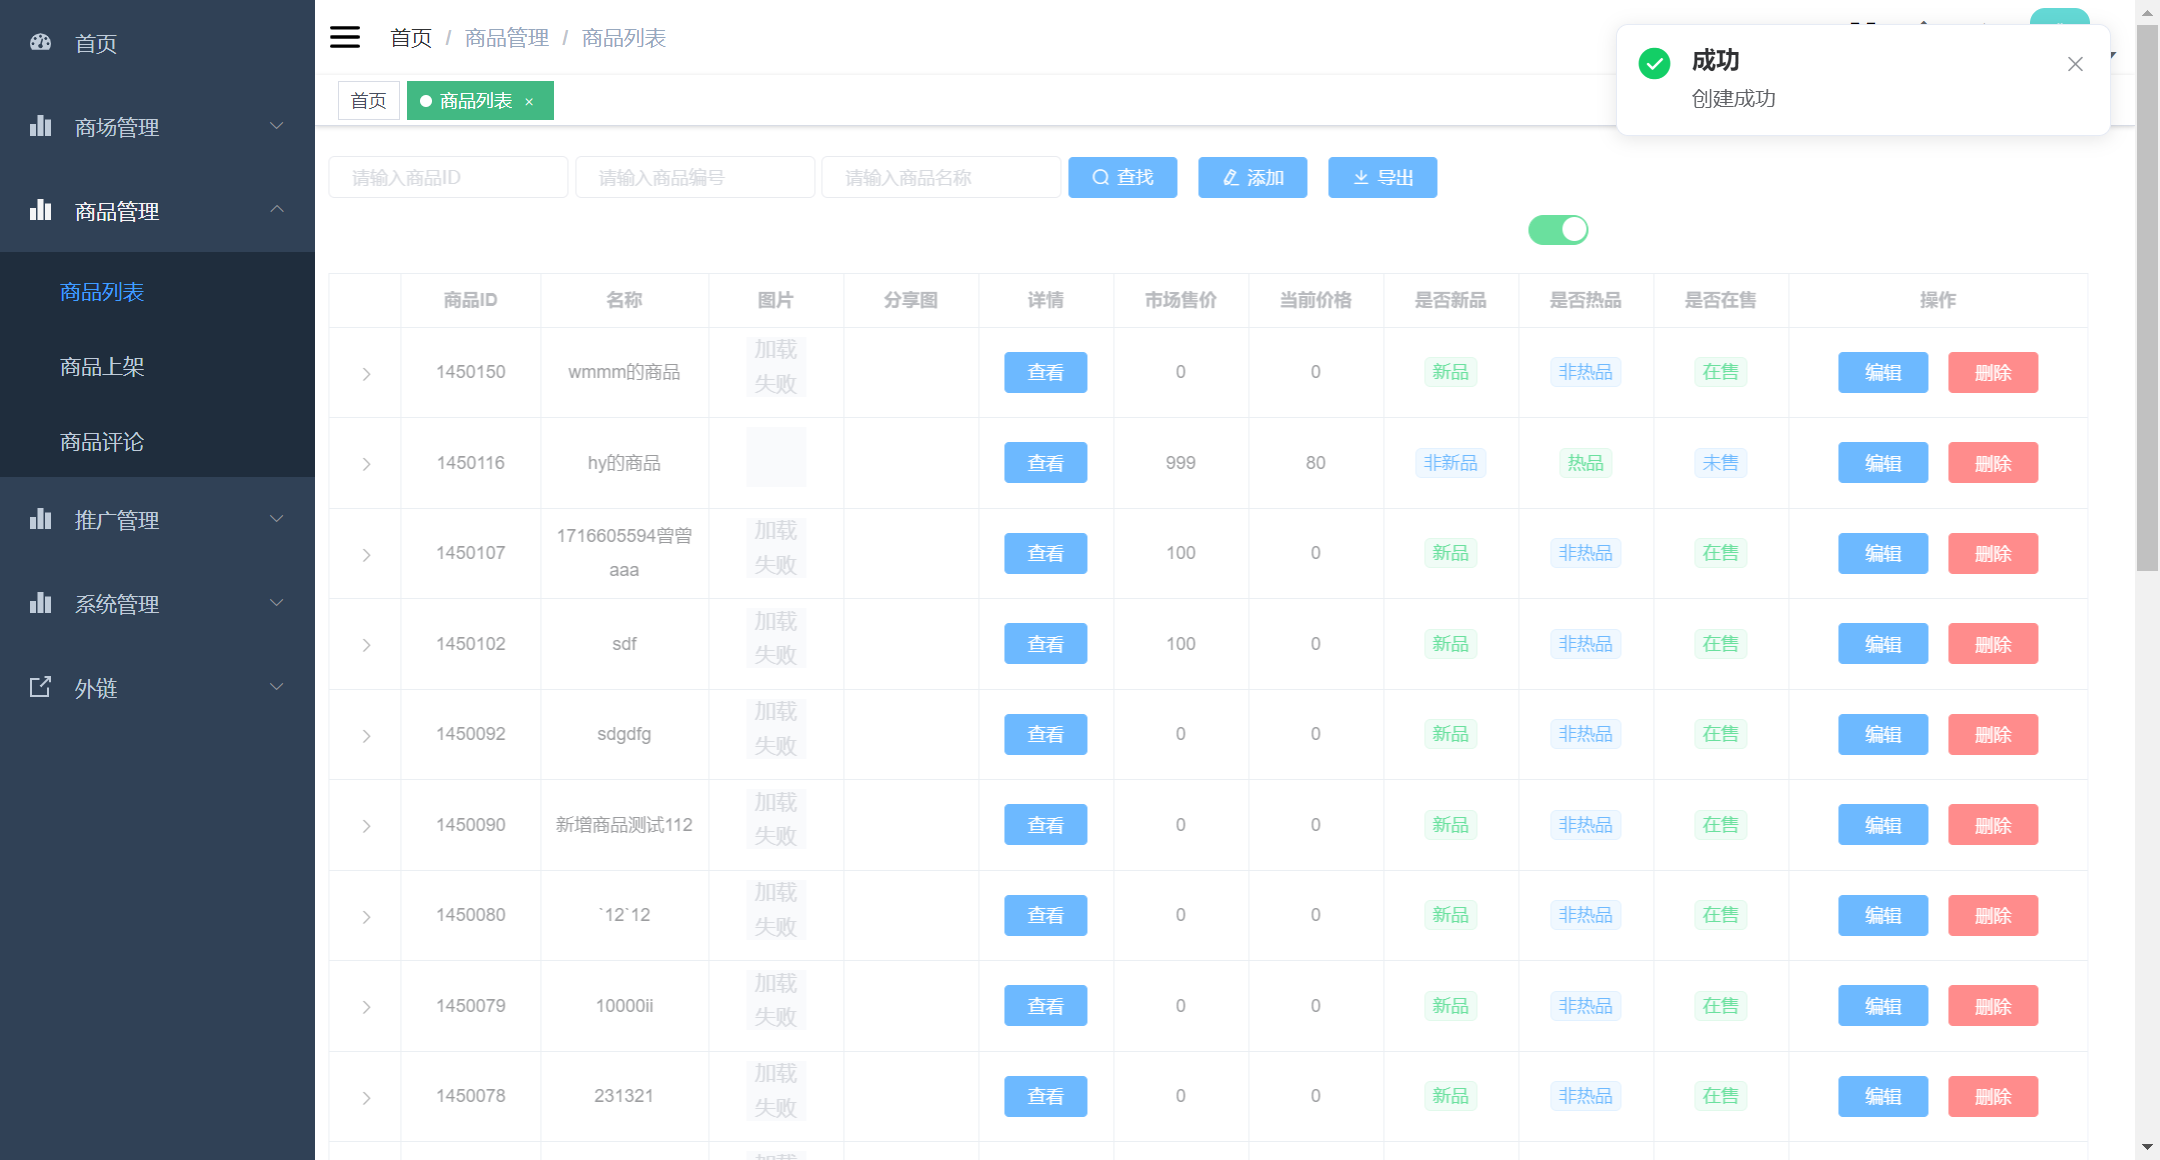 首页
商场管理
商品管理
商品列表
商品上架
商品评论
推广管理
系统管理
外链
首页 / 商品管理 / 商品列表
首页
商品列表 ×
成功
创建成功
请输入商品ID 请输入商品编号 请输入商品名称 查找 添加 导出
商品ID 名称 图片 分享图 详情 市场售价 当前价格 是否新品 是否热品 是否在售 操作
1450150 wmmm的商品 加载 查看 0 0 新品 非热品 在售 编辑 删除
失败
1450116 hy的商品 查看 999 80 非新品 热品 未售 编辑 删除
1450107 1716605594曾曾 加载 查看 100 0 新品 非热品 在售 编辑 删除
aaa 失败
1450102 sdf 加载 查看 100 0 新品 非热品 在售 编辑 删除
失败
1450092 sdgdfg 加载 查看 0 0 新品 非热品 在售 编辑 删除
失败
1450090 新增商品测试112 加载 查看 0 0 新品 非热品 在售 编辑 删除
失败
1450080 `12`12 加载 查看 0 0 新品 非热品 在售 编辑 删除
失败
1450079 10000ii 加载 查看 0 0 新品 非热品 在售 编辑 删除
失败
1450078 231321 加载 查看 0 0 新品 非热品 在售 编辑 删除
失败